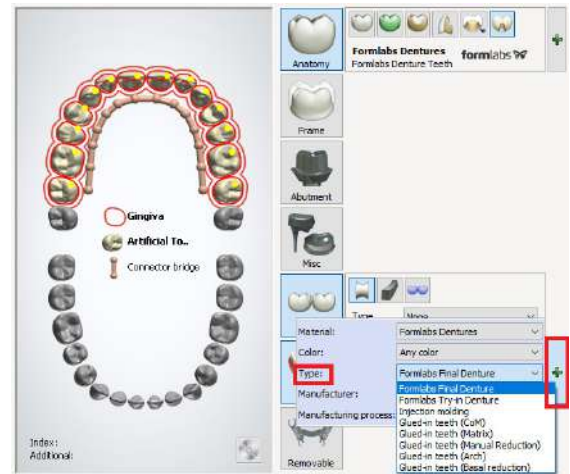 Gingiva
Artificial To..
Connector bridge
Index:
Additional:
Anatomy
Formlabs Dentures
Formlabs Denture Teeth
formlabs
Frame
Abutment
Misc
Type
None
Material:
Formlabs Dentures
Color:
Any color
Type:
Formlabs Final Denture
Manufacturer:
Manufacturing process:
Formlabs Final Denture
Formlabs Try-in Denture
Injection molding
Glued-in teeth (CoM)
Glued-in teeth (Matrix)
Glued-in teeth (Manual Reduction)
Glued-in teeth (Arch)
Glued-in teeth (Basal reduction)
Removable